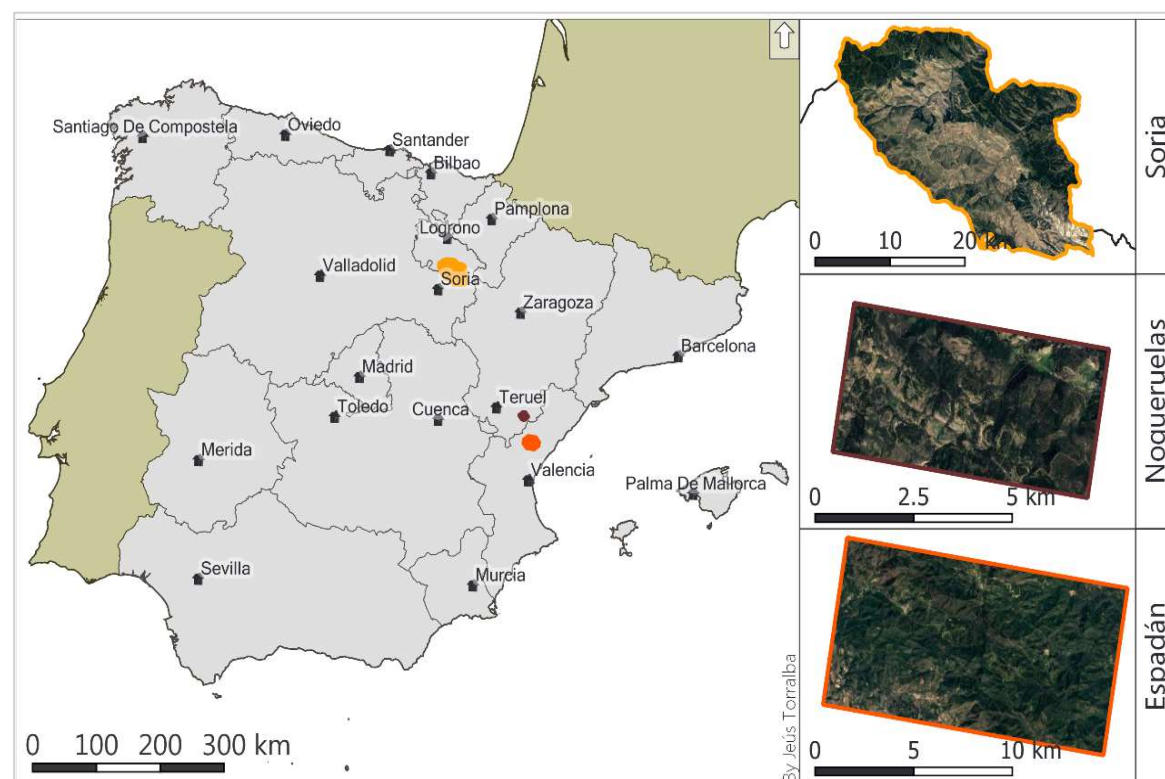 Santiago De Compostela
Oviedo
Santander
Bilbao
Pamplona
Logrono
Valladolid
Soria
Zaragoza
Barcelona
Madrid
Teruel
Toledo
Cuenca
Merida
Valencia
Palma De Mallorca
Sevilla
Murcia
0 100 200 300 km
By Jeús Torralba
Soria
0 10 20 km
Noqueruelas
0 2.5 5 km
Espadán
0 5 10 km